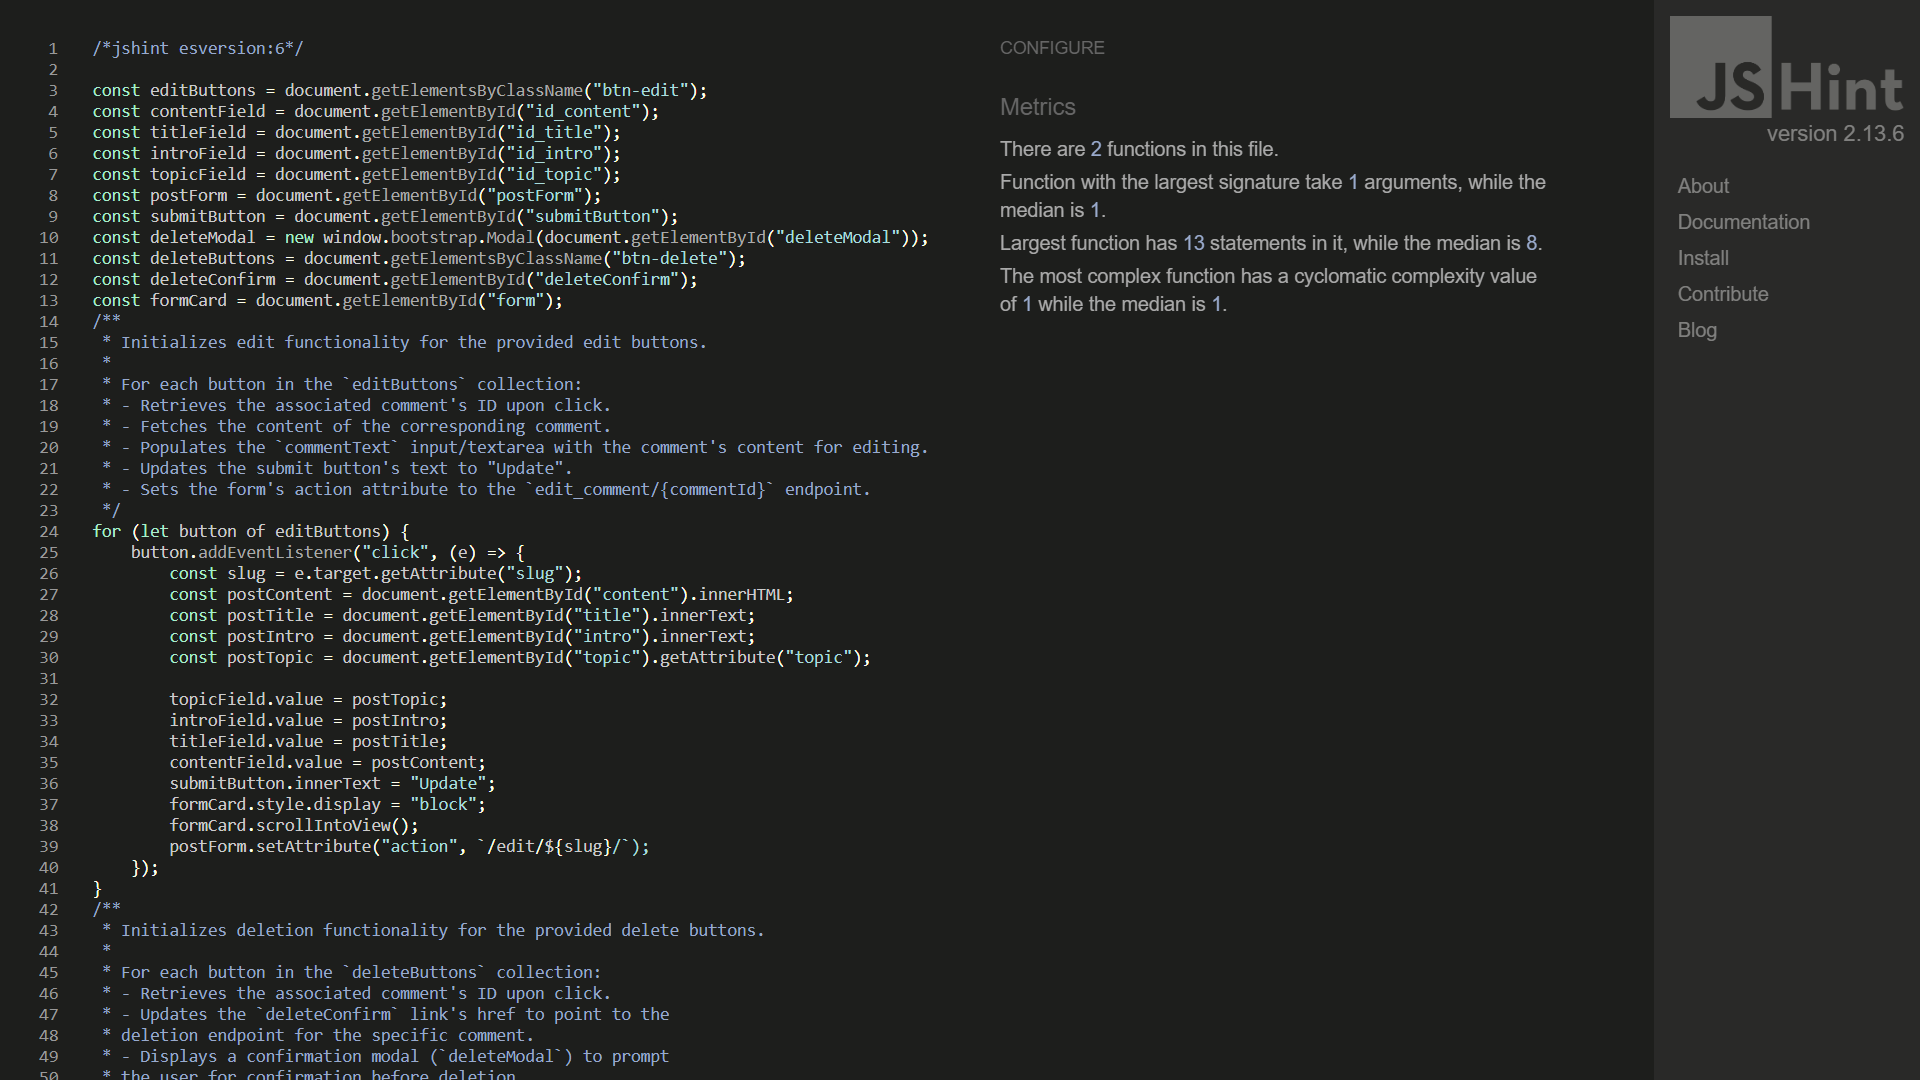 1 /*jshint esversion:6*/
2
3 const editButtons = document.getElementsByClassName("btn-edit");
4 const contentField = document.getElementById("id_content");
5 const titleField = document.getElementById("id_title");
6 const introField = document.getElementById("id_intro");
7 const topicField = document.getElementById("id_topic");
8 const postForm = document.getElementById("postForm");
9 const submitButton = document.getElementById("submitButton");
10 const deleteModal = new window.bootstrap.Modal(document.getElementById("deleteModal"));
11 const deleteButtons = document.getElementsByClassName("btn-delete");
12 const deleteConfirm = document.getElementById("deleteConfirm");
13 const formCard = document.getElementById("form");
14 /**
15  * Initializes edit functionality for the provided edit buttons.
16  *
17  * For each button in the `editButtons` collection:
18  * - Retrieves the associated comment's ID upon click.
19  * - Fetches the content of the corresponding comment.
20  * - Populates the `commentText` input/textarea with the comment's content for editing.
21  * - Updates the submit button's text to "Update".
22  * - Sets the form's action attribute to the `edit_comment/{commentId}` endpoint.
23  */
24 for (let button of editButtons) {
25     button.addEventListener("click", (e) => {
26         const slug = e.target.getAttribute("slug");
27         const postContent = document.getElementById("content").innerHTML;
28         const postTitle = document.getElementById("title").innerText;
29         const postIntro = document.getElementById("intro").innerText;
30         const postTopic = document.getElementById("topic").getAttribute("topic");
31
32         topicField.value = postTopic;
33         introField.value = postIntro;
34         titleField.value = postTitle;
35         contentField.value = postContent;
36         submitButton.innerText = "Update";
37         formCard.style.display = "block";
38         formCard.scrollIntoView();
39         postForm.setAttribute("action", `/edit/${slug}/`);
40     });
41 }
42 /**
43  * Initializes deletion functionality for the provided delete buttons.
44  *
45  * For each button in the `deleteButtons` collection:
46  * - Retrieves the associated comment's ID upon click.
47  * - Updates the `deleteConfirm` link's href to point to the
48  * deletion endpoint for the specific comment.
49  * - Displays a confirmation modal (`deleteModal`) to prompt
50  * the user for confirmation before deletion.
CONFIGURE
Metrics
There are 2 functions in this file.
Function with the largest signature take 1 arguments, while the
median is 1.
Largest function has 13 statements in it, while the median is 8.
The most complex function has a cyclomatic complexity value
of 1 while the median is 1.
JSHint
version 2.13.6
About
Documentation
Install
Contribute
Blog